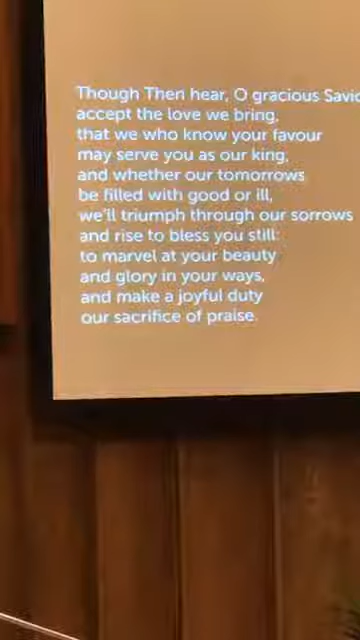 Though Then hear, O gracious Savio
accept the love we bring,
that we who know your favour
may serve you as our king,
and whether our tomorrows
be filled with good or ill,
we'll triumph through our sorrows
and rise to bless you still:
to marvel at your beauty
and glory in your ways,
and make a joyful duty
our sacrifice of praise.